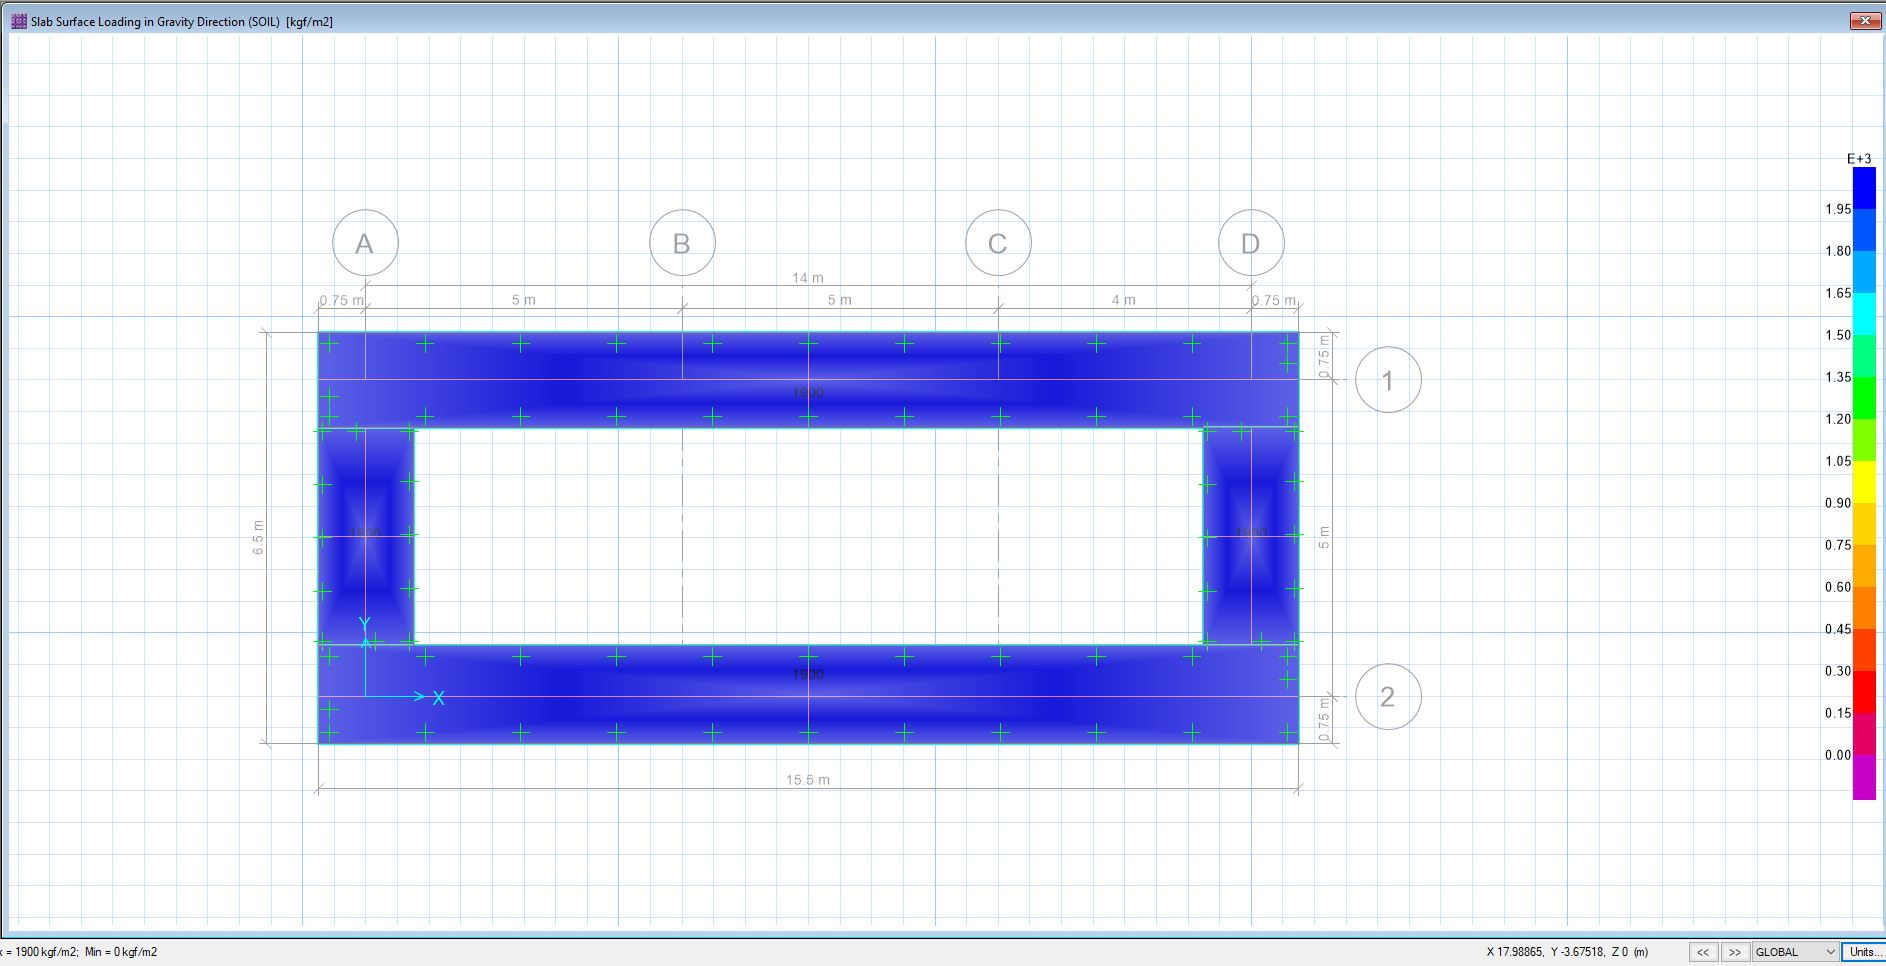 Slab Surface Loading in Gravity Direction (SOIL) [kgf/m2]
E+3
1.95
1.80
1.65
1.50
1.35
1.20
1.05
0.90
0.75
0.60
0.45
0.30
0.15
0.00
A
B
C
D
14 m
0.75 m
5 m
5 m
4 m
0.75 m
0.75 m
1
1900
6.5 m
1900
1900
5 m
Y
X
1900
0.75 m
2
15.5 m
x = 1900 kgf/m2; Min = 0 kgf/m2
X 17.98865, Y -3.67518, Z 0 (m)
<<
>>
GLOBAL
Units...